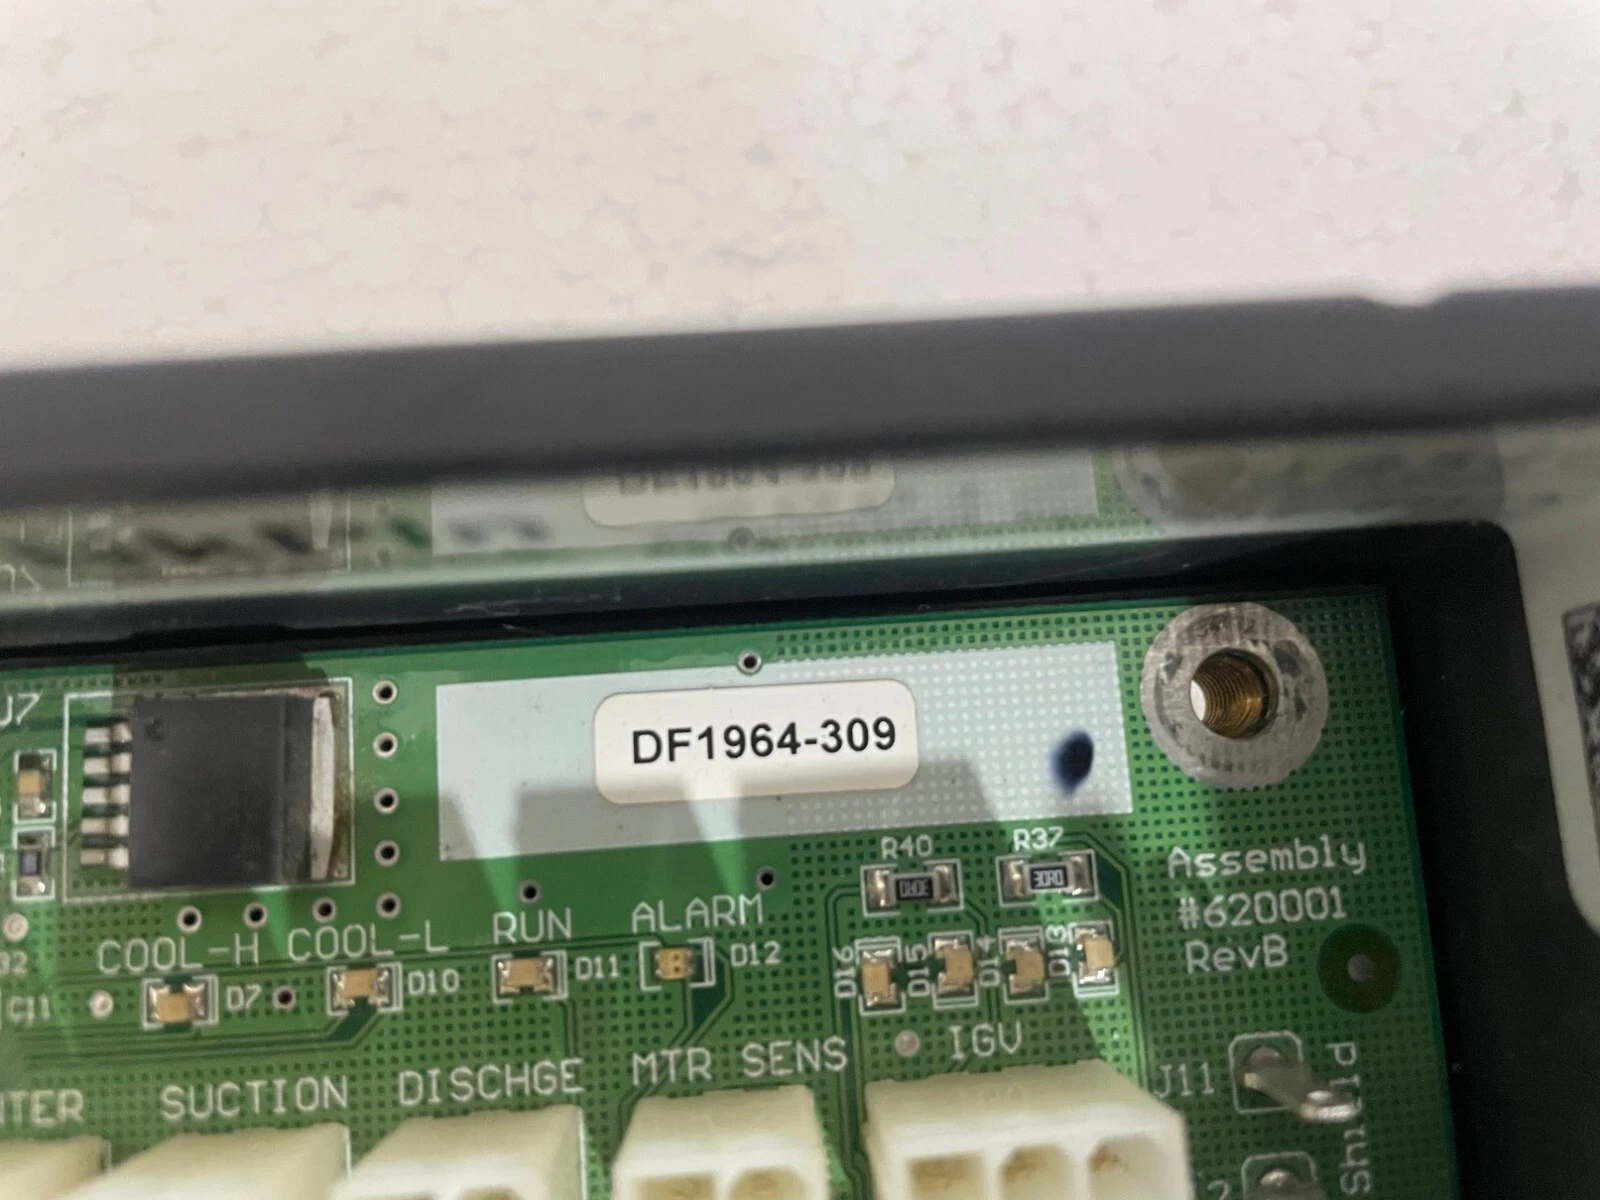 DF1964-309
R40
R37
Assembly
#620001
RevB
COOL-H
COOL-L
RUN
ALARM
D7
D10
D11
D12
D16
D15
D14
D13
C11
SUCTION
DISCHGE
MTR SENS
IGV
J11
Shield